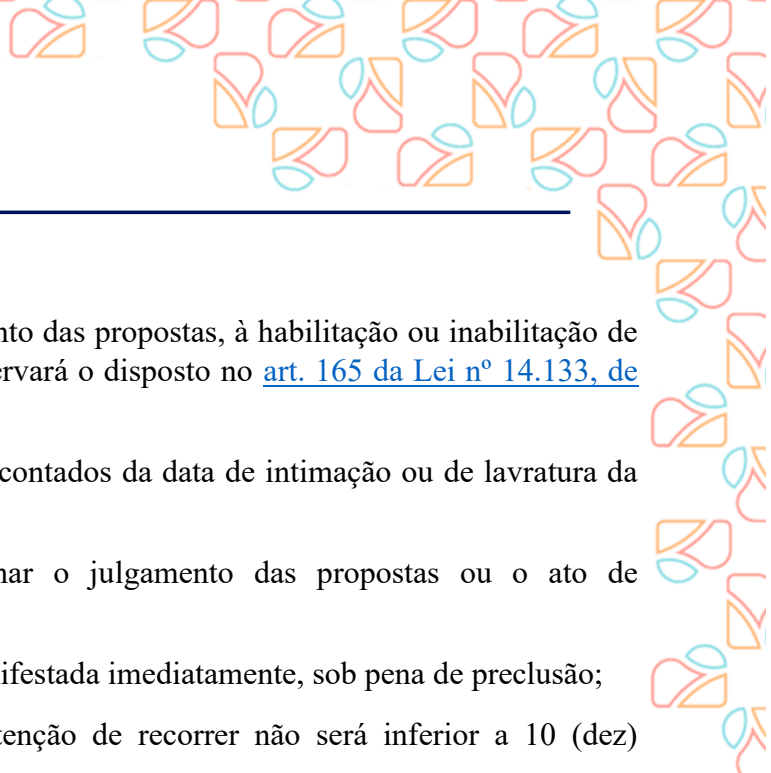 nto das propostas, à habilitação ou inabilitação de
ervará o disposto no art. 165 da Lei nº 14.133, de
contados da data de intimação ou de lavratura da
nar o julgamento das propostas ou o ato de
ifestada imediatamente, sob pena de preclusão;
tenção de recorrer não será inferior a 10 (dez)